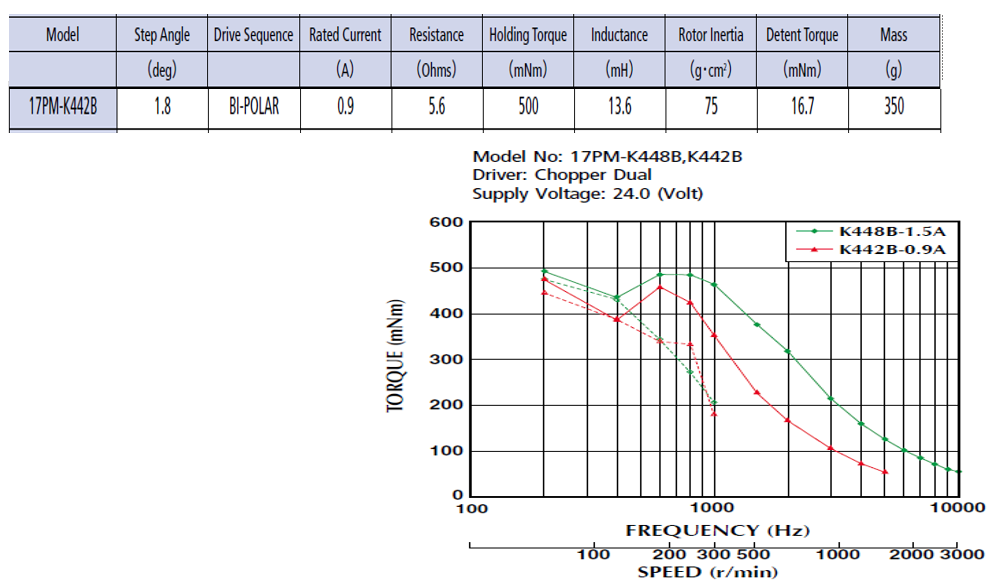 Model Step Angle Drive Sequence Rated Current Resistance Holding Torque Inductance Rotor Inertia Detent Torque Mass
(deg) (A) (Ohms) (mNm) (mH) (g·cm²) (mNm) (g)
17PM-K442B 1.8 BI-POLAR 0.9 5.6 500 13.6 75 16.7 350
Model No: 17PM-K448B,K442B
Driver: Chopper Dual
Supply Voltage: 24.0 (Volt)
600
K448B-1.5A
K442B-0.9A
500
400
300
200
100
0
TORQUE (mNm)
100 1000 10000
FREQUENCY (Hz)
100 200 300 500 1000 2000 3000
SPEED (r/min)